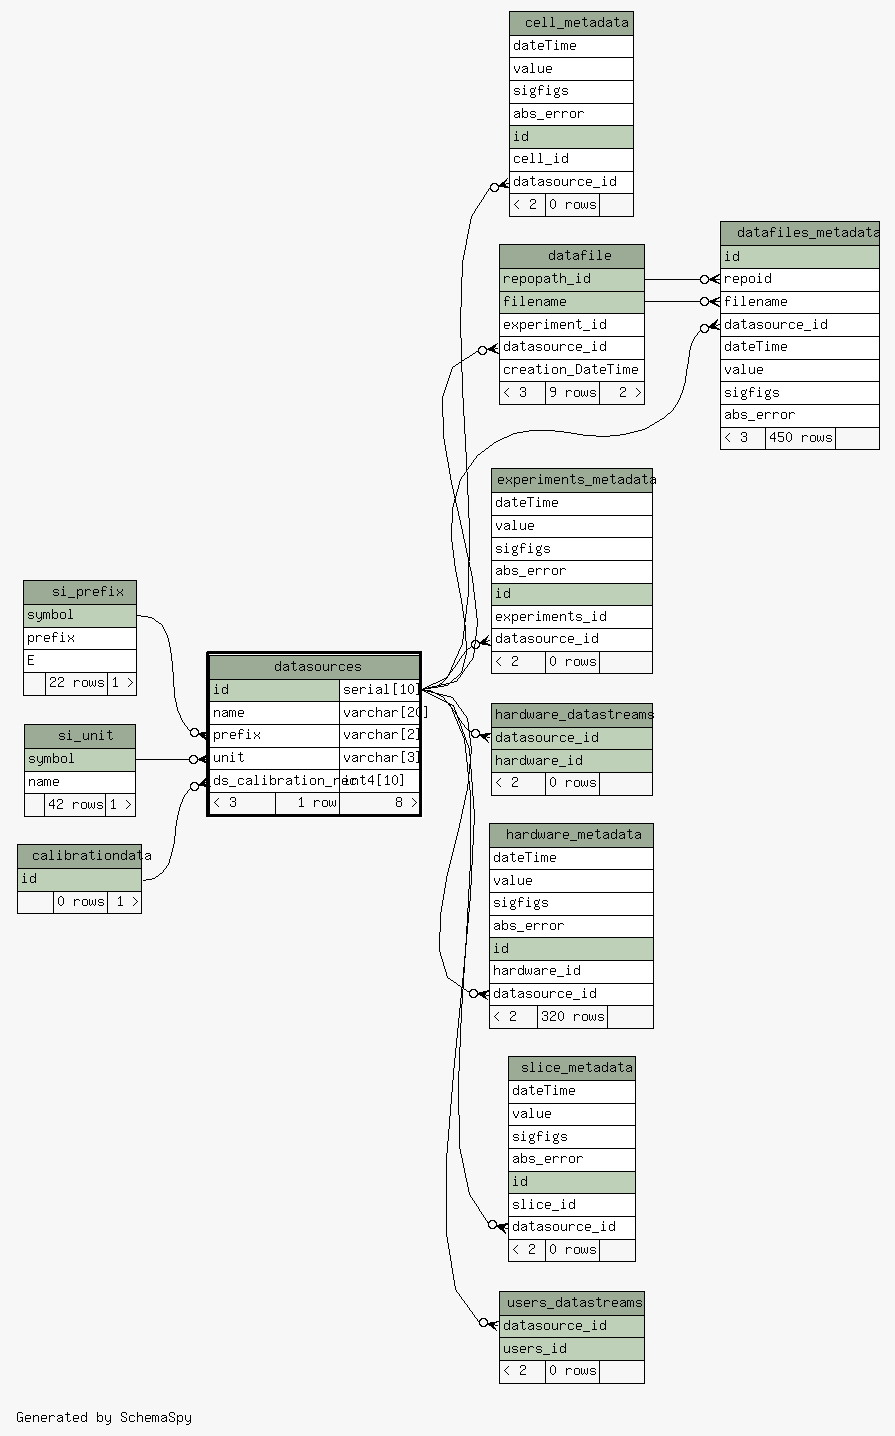 cell_metadata
dateTime
value
sigfigs
abs_error
id
cell_id
datasource_id
< 2 0 rows
datafiles_metadata
id
repoid
filename
datasource_id
dateTime
value
sigfigs
abs_error
< 3 450 rows
datafile
repopath_id
filename
experiment_id
datasource_id
creation_DateTime
< 3 9 rows 2 >
experiments_metadata
dateTime
value
sigfigs
abs_error
id
experiments_id
datasource_id
< 2 0 rows
si_prefix
symbol
prefix
E
22 rows 1 >
si_unit
symbol
name
42 rows 1 >
calibrationdata
id
0 rows 1 >
datasources
id serial[10]
name varchar[20]
prefix varchar[2]
unit varchar[3]
ds_calibration_rec int4[10]
< 3 1 row 8 >
hardware_datastreams
datasource_id
hardware_id
< 2 0 rows
hardware_metadata
dateTime
value
sigfigs
abs_error
id
hardware_id
datasource_id
< 2 320 rows
slice_metadata
dateTime
value
sigfigs
abs_error
id
slice_id
datasource_id
< 2 0 rows
users_datastreams
datasource_id
users_id
< 2 0 rows
Generated by SchemaSpy